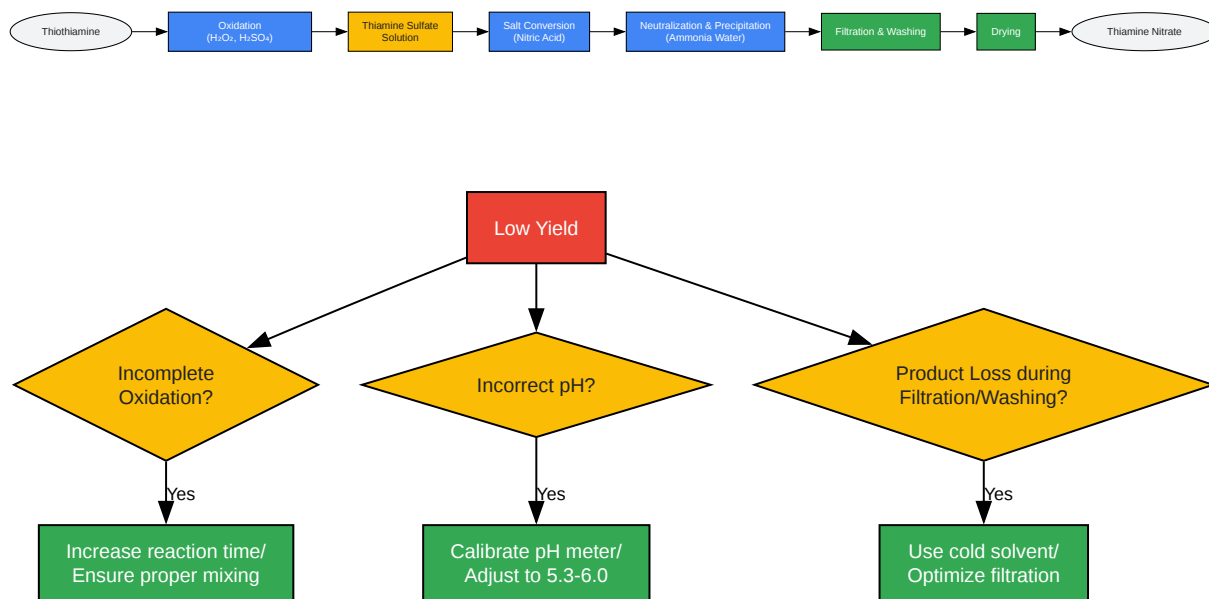 Thiothiamine
Oxidation
(H₂O₂, H₂SO₄)
Thiamine Sulfate
Solution
Salt Conversion
(Nitric Acid)
Neutralization & Precipitation
(Ammonia Water)
Filtration & Washing
Drying
Thiamine Nitrate
Low Yield
Incomplete
Oxidation?
Incorrect pH?
Product Loss during
Filtration/Washing?
Yes
Yes
Yes
Increase reaction time/
Ensure proper mixing
Calibrate pH meter/
Adjust to 5.3-6.0
Use cold solvent/
Optimize filtration